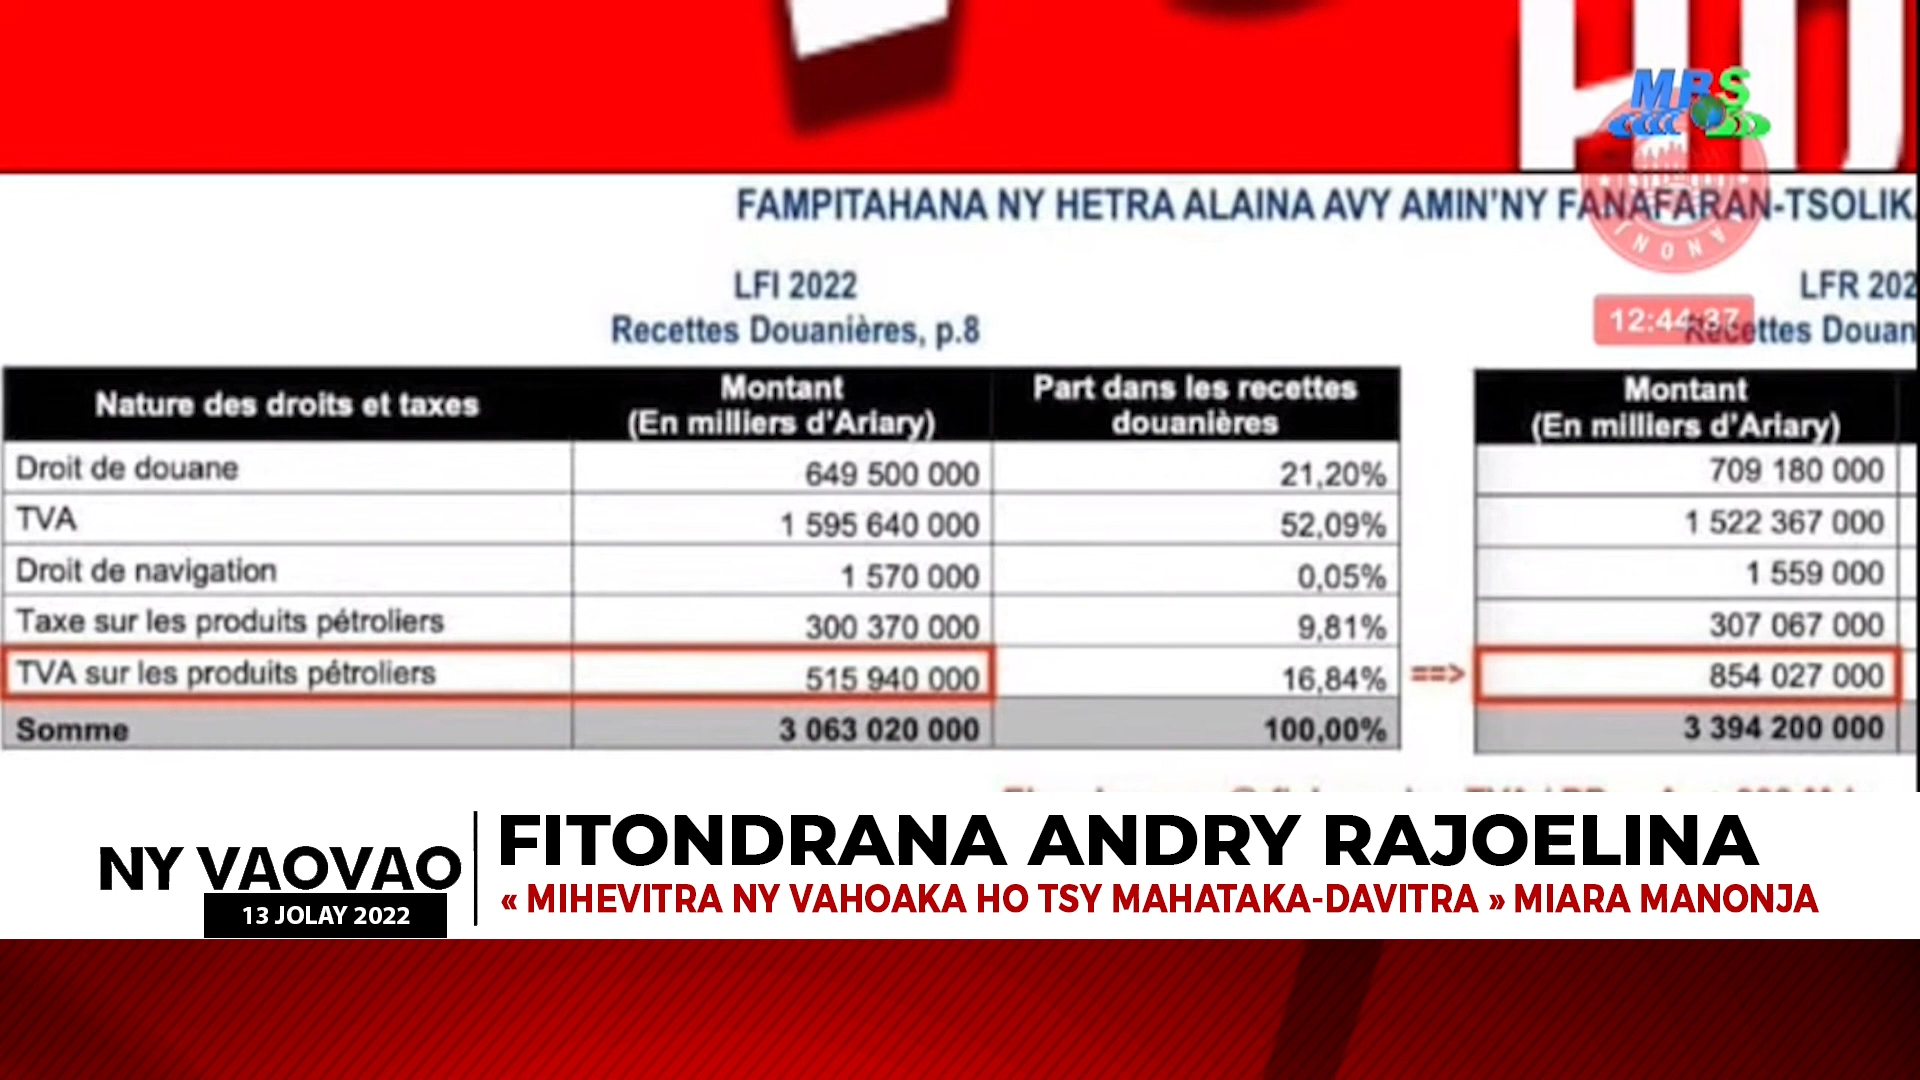 MBS
FAMPITAHANA NY HETRA ALAINA AVY AMIN'NY FANAFARAN-TSOLIK
LFI 2022
Recettes Douanières, p.8
LFR 202
Recettes Douan
12:44:37
Nature des droits et taxes Montant (En milliers d'Ariary) Part dans les recettes douanières Montant (En milliers d'Ariary)
Droit de douane 649 500 000 21,20% 709 180 000
TVA 1 595 640 000 52,09% 1 522 367 000
Droit de navigation 1 570 000 0,05% 1 559 000
Taxe sur les produits pétroliers 300 370 000 9,81% 307 067 000
TVA sur les produits pétroliers 515 940 000 16,84% ==> 854 027 000
Somme 3 063 020 000 100,00% 3 394 200 000
NY VAOVAO
13 JOLAY 2022
FITONDRANA ANDRY RAJOELINA
« MIHEVITRA NY VAHOAKA HO TSY MAHATAKA-DAVITRA » MIARA MANONJA